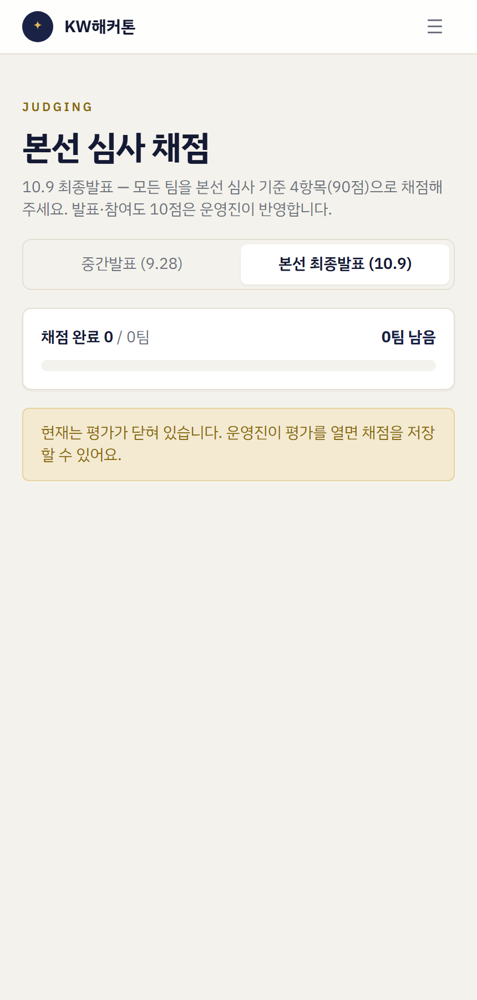 KW해커톤
JUDGING
본선 심사 채점
10.9 최종발표 — 모든 팀을 본선 심사 기준 4항목(90점)으로 채점해
주세요. 발표·참여도 10점은 운영진이 반영합니다.
중간발표 (9.28)
본선 최종발표 (10.9)
채점 완료 0 / 0팀
0팀 남음
현재는 평가가 닫혀 있습니다. 운영진이 평가를 열면 채점을 저장
할 수 있어요.